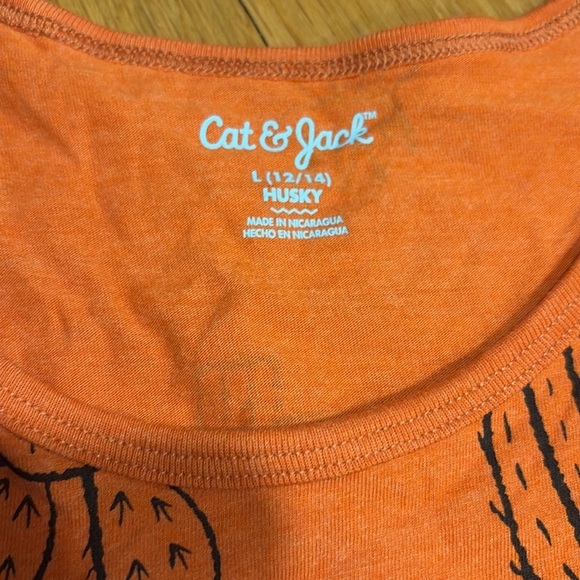 Cat & Jack™
L (12/14)
HUSKY
MADE IN NICARAGUA
HECHO EN NICARAGUA